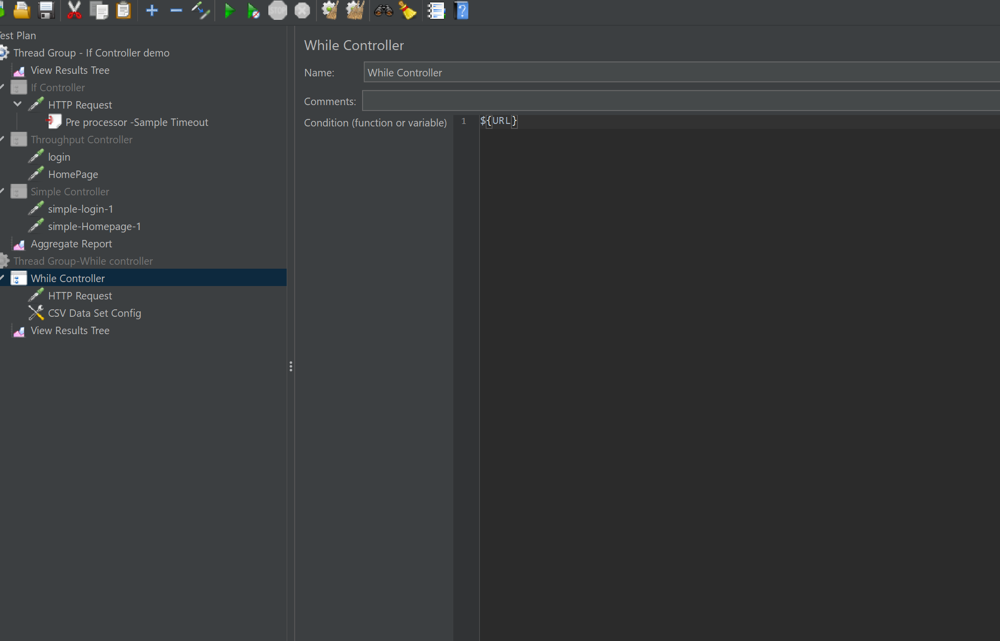 STOP
est Plan
Thread Group - If Controller demo
View Results Tree
If Controller
HTTP Request
Pre processor -Sample Timeout
Throughput Controller
login
HomePage
Simple Controller
simple-login-1
simple-Homepage-1
Aggregate Report
Thread Group-While controller
While Controller
HTTP Request
CSV Data Set Config
View Results Tree
While Controller
Name: While Controller
Comments:
Condition (function or variable) 1 ${URL}